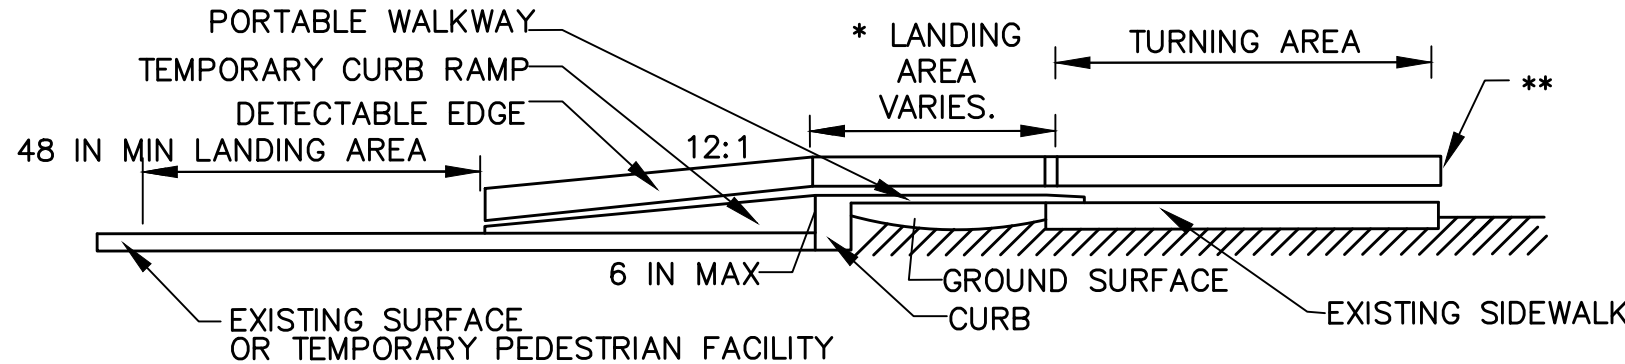 PORTABLE WALKWAY
* LANDING
AREA
VARIES.
TURNING AREA
TEMPORARY CURB RAMP
**
DETECTABLE EDGE
48 IN MIN LANDING AREA
12:1
6 IN MAX
GROUND SURFACE
CURB
EXISTING SIDEWALK
EXISTING SURFACE
OR TEMPORARY PEDESTRIAN FACILITY